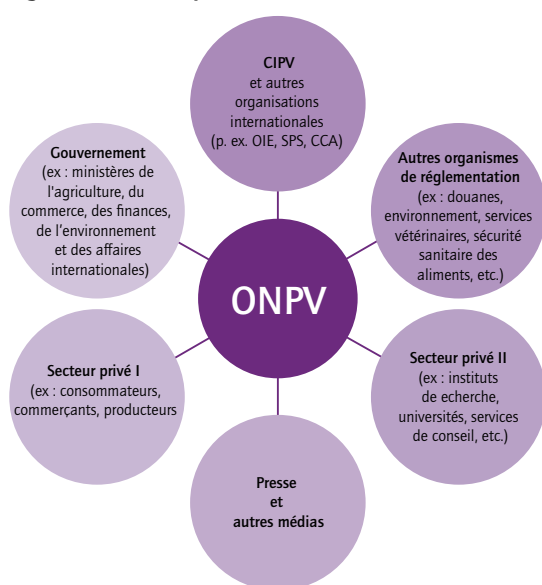 CIPV
et autres
organisations
internationales
(p. ex. OIE, SPS, CCA)
Gouvernement
(ex : ministères de
l'agriculture, du
commerce, des finances,
de l'environnement
et des affaires
internationales)
Autres organismes
de réglementation
(ex : douanes,
environnement, services
vétérinaires, sécurité
sanitaire des
aliments, etc.)
ONPV
Secteur privé I
(ex : consommateurs,
commerçants, producteurs
Secteur privé II
(ex : instituts
de echerche,
universités, services
de conseil, etc.)
Presse
et
autres médias